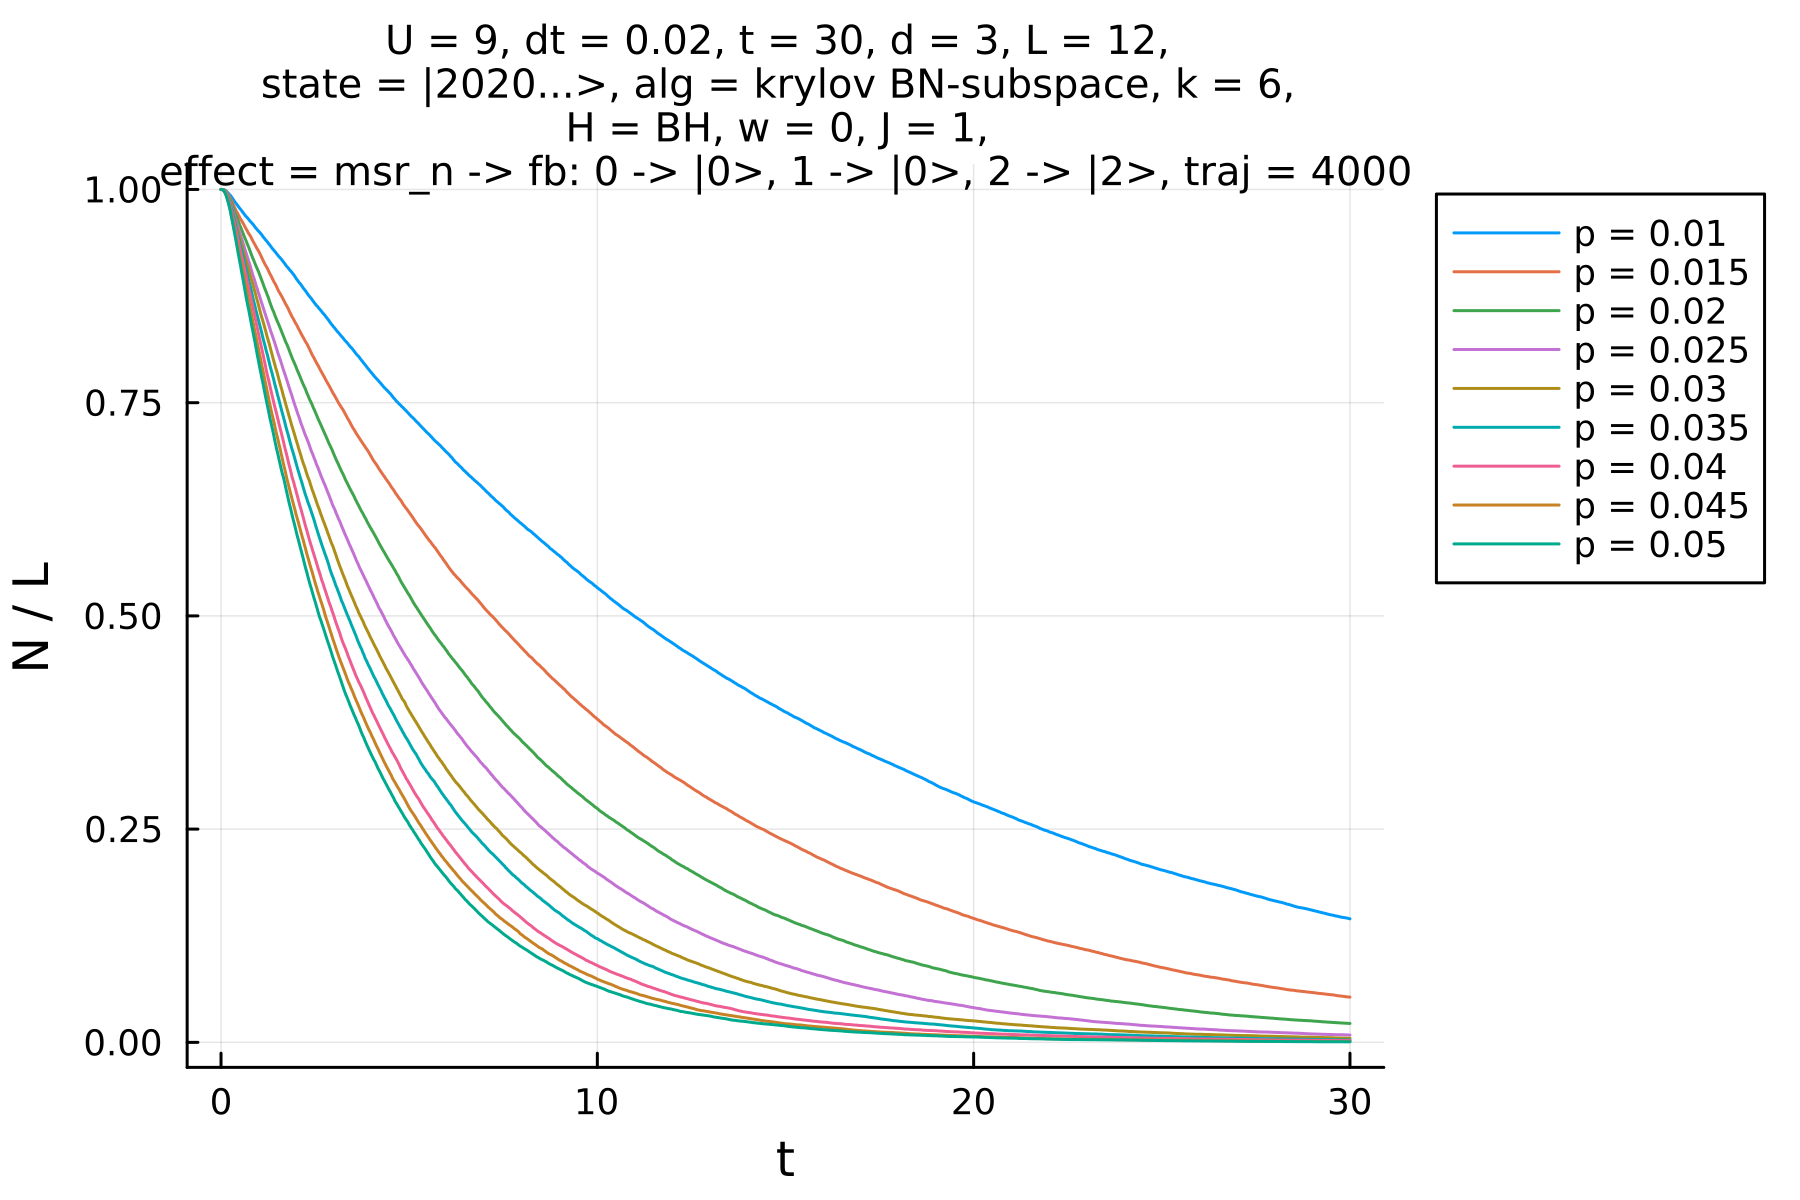 U = 9, dt = 0.02, t = 30, d = 3, L = 12,
state = |2020...>, alg = krylov BN-subspace, k = 6,
H = BH, w = 0, J = 1,
effect = msr_n -> fb: 0 -> |0>, 1 -> |0>, 2 -> |2>, traj = 4000
1.00
0.75
0.50
0.25
0.00
N / L
0 10 20 30
t
p = 0.01
p = 0.015
p = 0.02
p = 0.025
p = 0.03
p = 0.035
p = 0.04
p = 0.045
p = 0.05